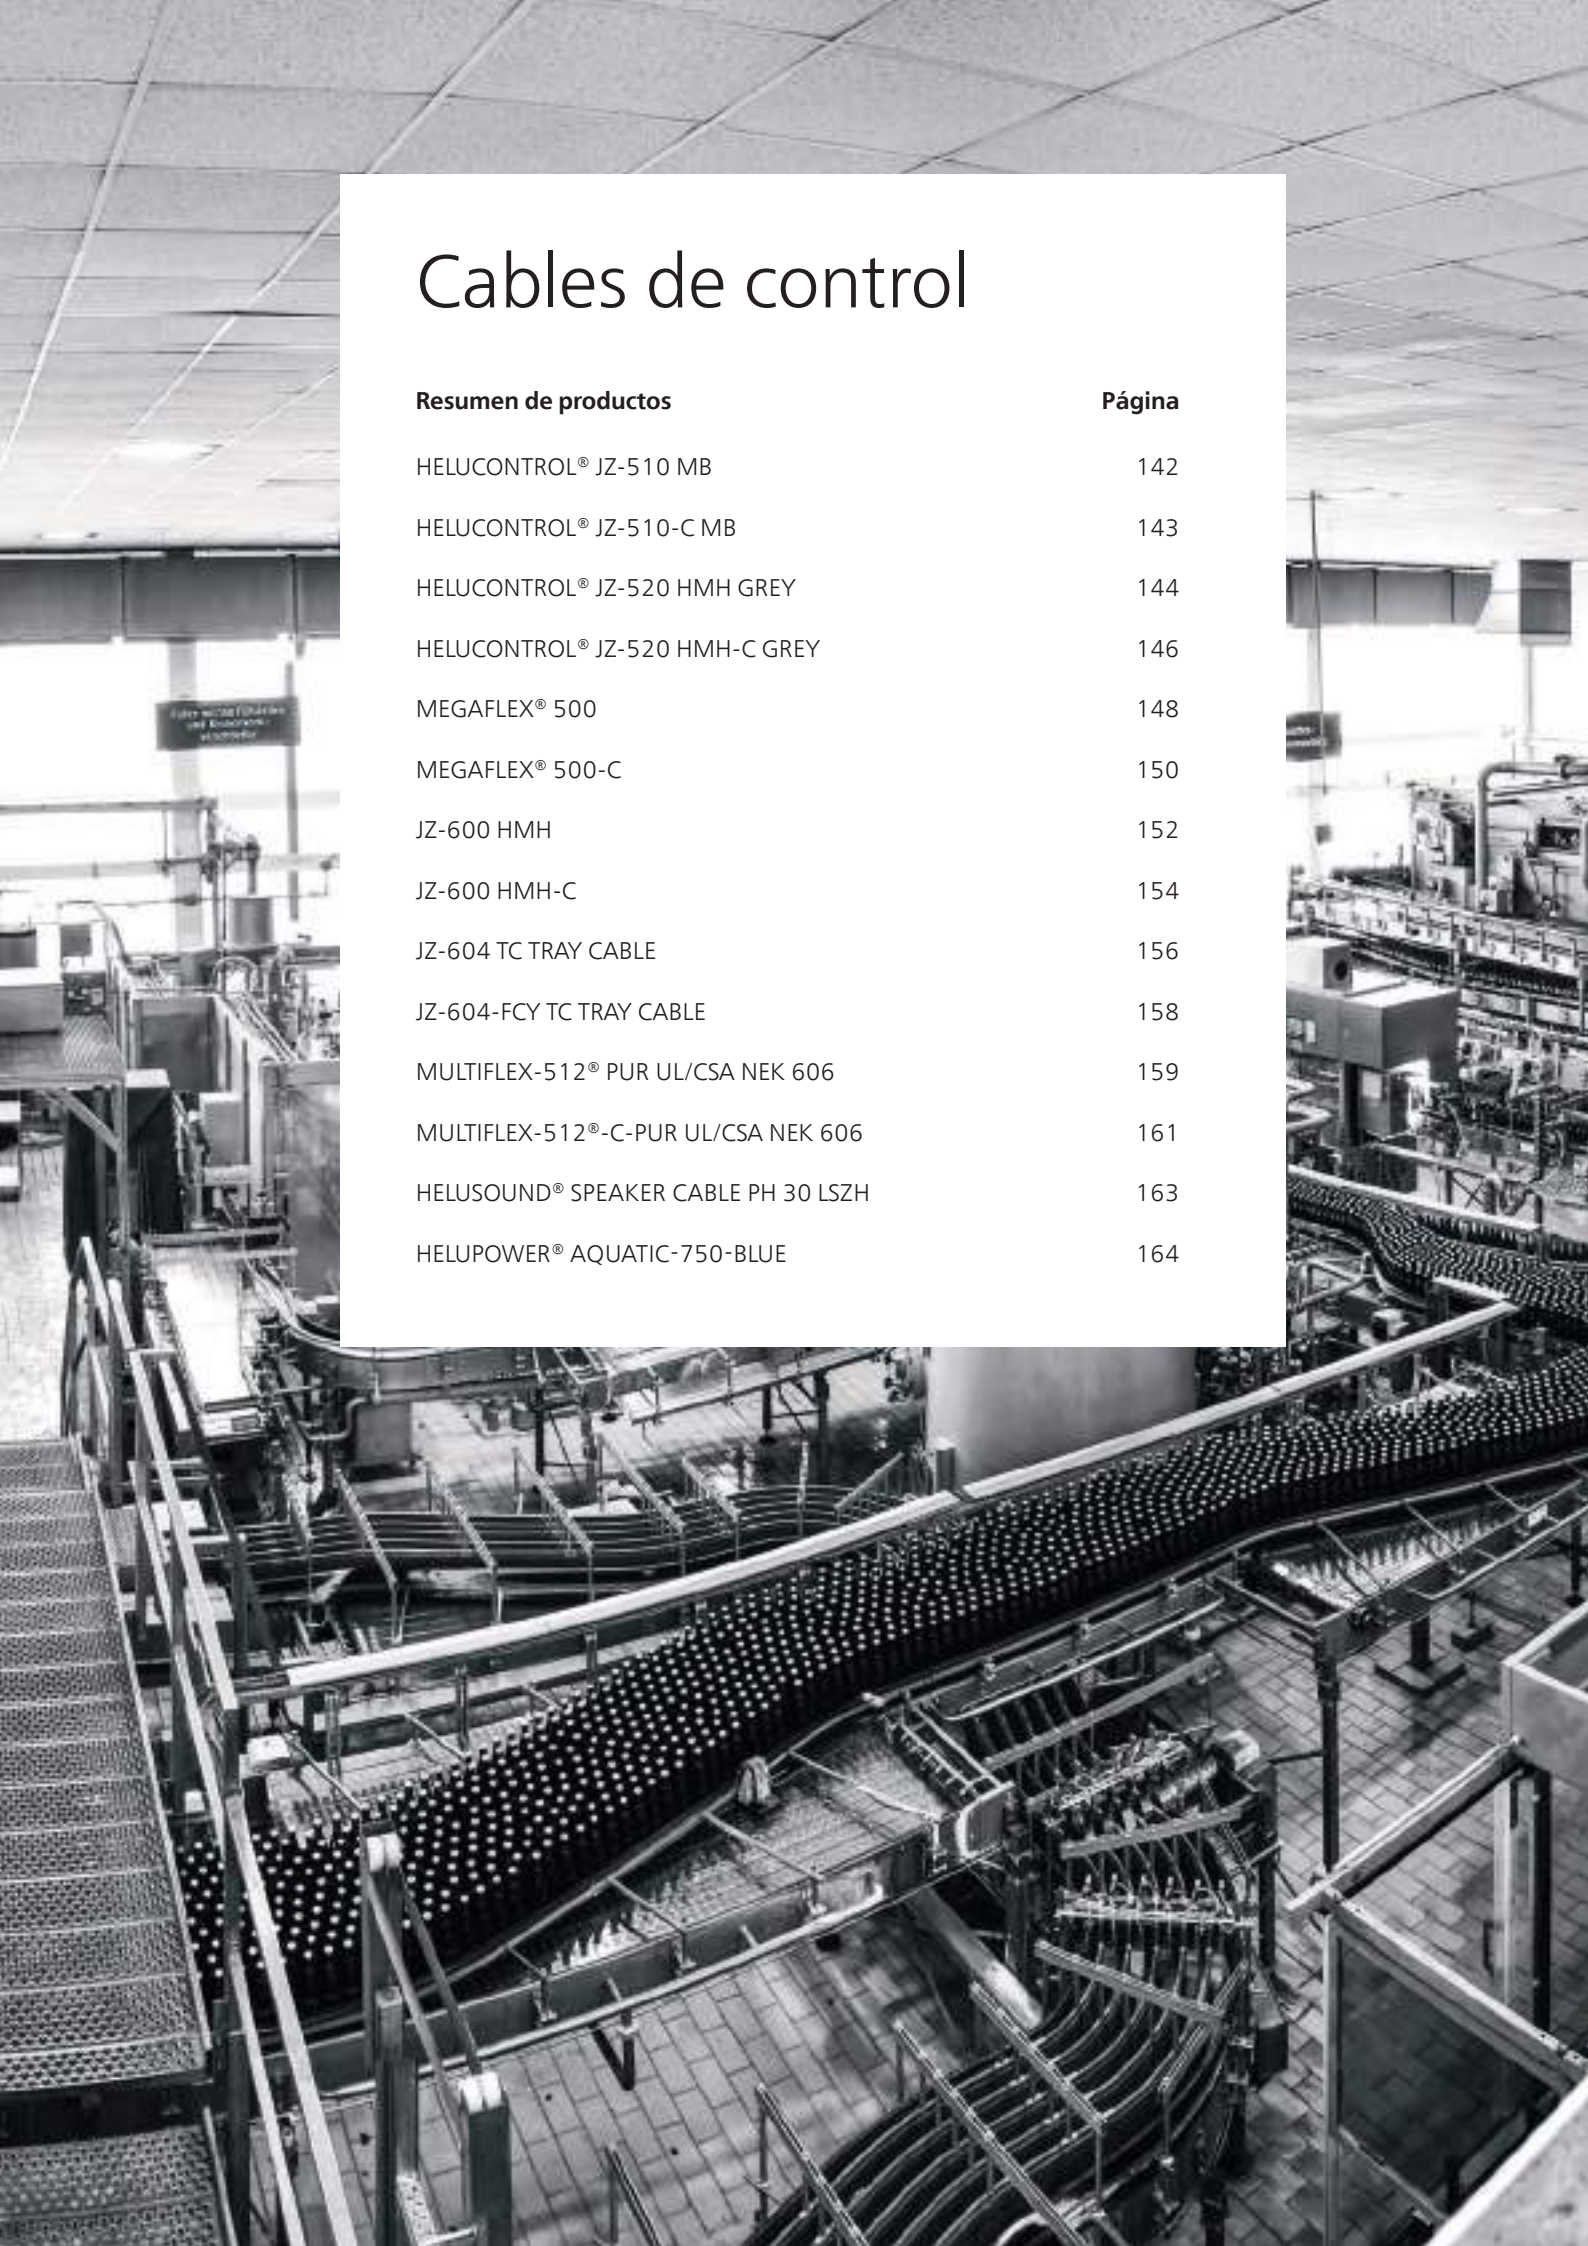 Cables de control
Resumen de productos Página
HELUCONTROL® JZ-510 MB 142
HELUCONTROL® JZ-510-C MB 143
HELUCONTROL® JZ-520 HMH GREY 144
HELUCONTROL® JZ-520 HMH-C GREY 146
MEGAFLEX® 500 148
MEGAFLEX® 500-C 150
JZ-600 HMH 152
JZ-600 HMH-C 154
JZ-604 TC TRAY CABLE 156
JZ-604-FCY TC TRAY CABLE 158
MULTIFLEX-512® PUR UL/CSA NEK 606 159
MULTIFLEX-512®-C-PUR UL/CSA NEK 606 161
HELUSOUND® SPEAKER CABLE PH 30 LSZH 163
HELUPOWER® AQUATIC-750-BLUE 164